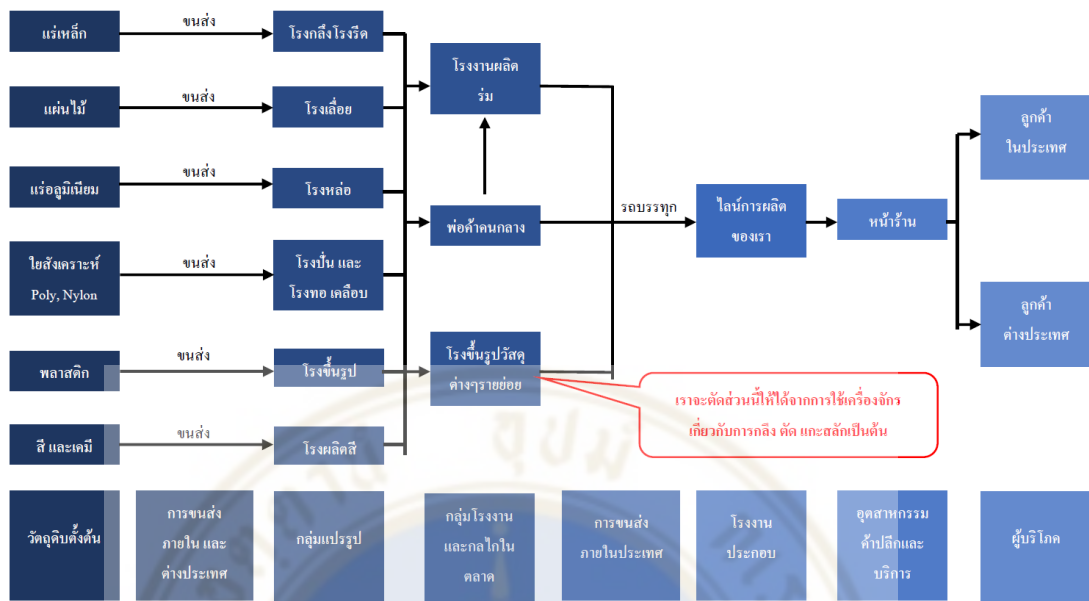 แร่เหล็ก
ขนส่ง
โรงกลึงโรงรีด
แผ่นไม้
ขนส่ง
โรงเลื่อย
แร่อลูมิเนียม
ขนส่ง
โรงหล่อ
ใยสังเคราะห์
Poly, Nylon
ขนส่ง
โรงปั่น และ
โรงทอ เคลือบ
พลาสติก
ขนส่ง
โรงขึ้นรูป
สี และเคมี
ขนส่ง
โรงผลิตสี
โรงงานผลิต
ร่ม
พ่อค้าคนกลาง
โรงขึ้นรูปวัสดุ
ต่างๆรายย่อย
รถบรรทุก
ไลน์การผลิต
ของเรา
หน้าร้าน
ลูกค้า
ในประเทศ
ลูกค้า
ต่างประเทศ
เราจะตัดส่วนนี้ให้ได้จากการใช้เครื่องจักร
เกี่ยวกับการกลึง ตัด แกะสลักเป็นต้น
วัตถุดิบตั้งต้น
การขนส่ง
ภายใน และ
ต่างประเทศ
กลุ่มแปรรูป
กลุ่มโรงงาน
และกลไกใน
ตลาด
การขนส่ง
ภายในประเทศ
โรงงาน
ประกอบ
อุตสาหกรรม
ค้าปลีกและ
บริการ
ผู้บริโภค